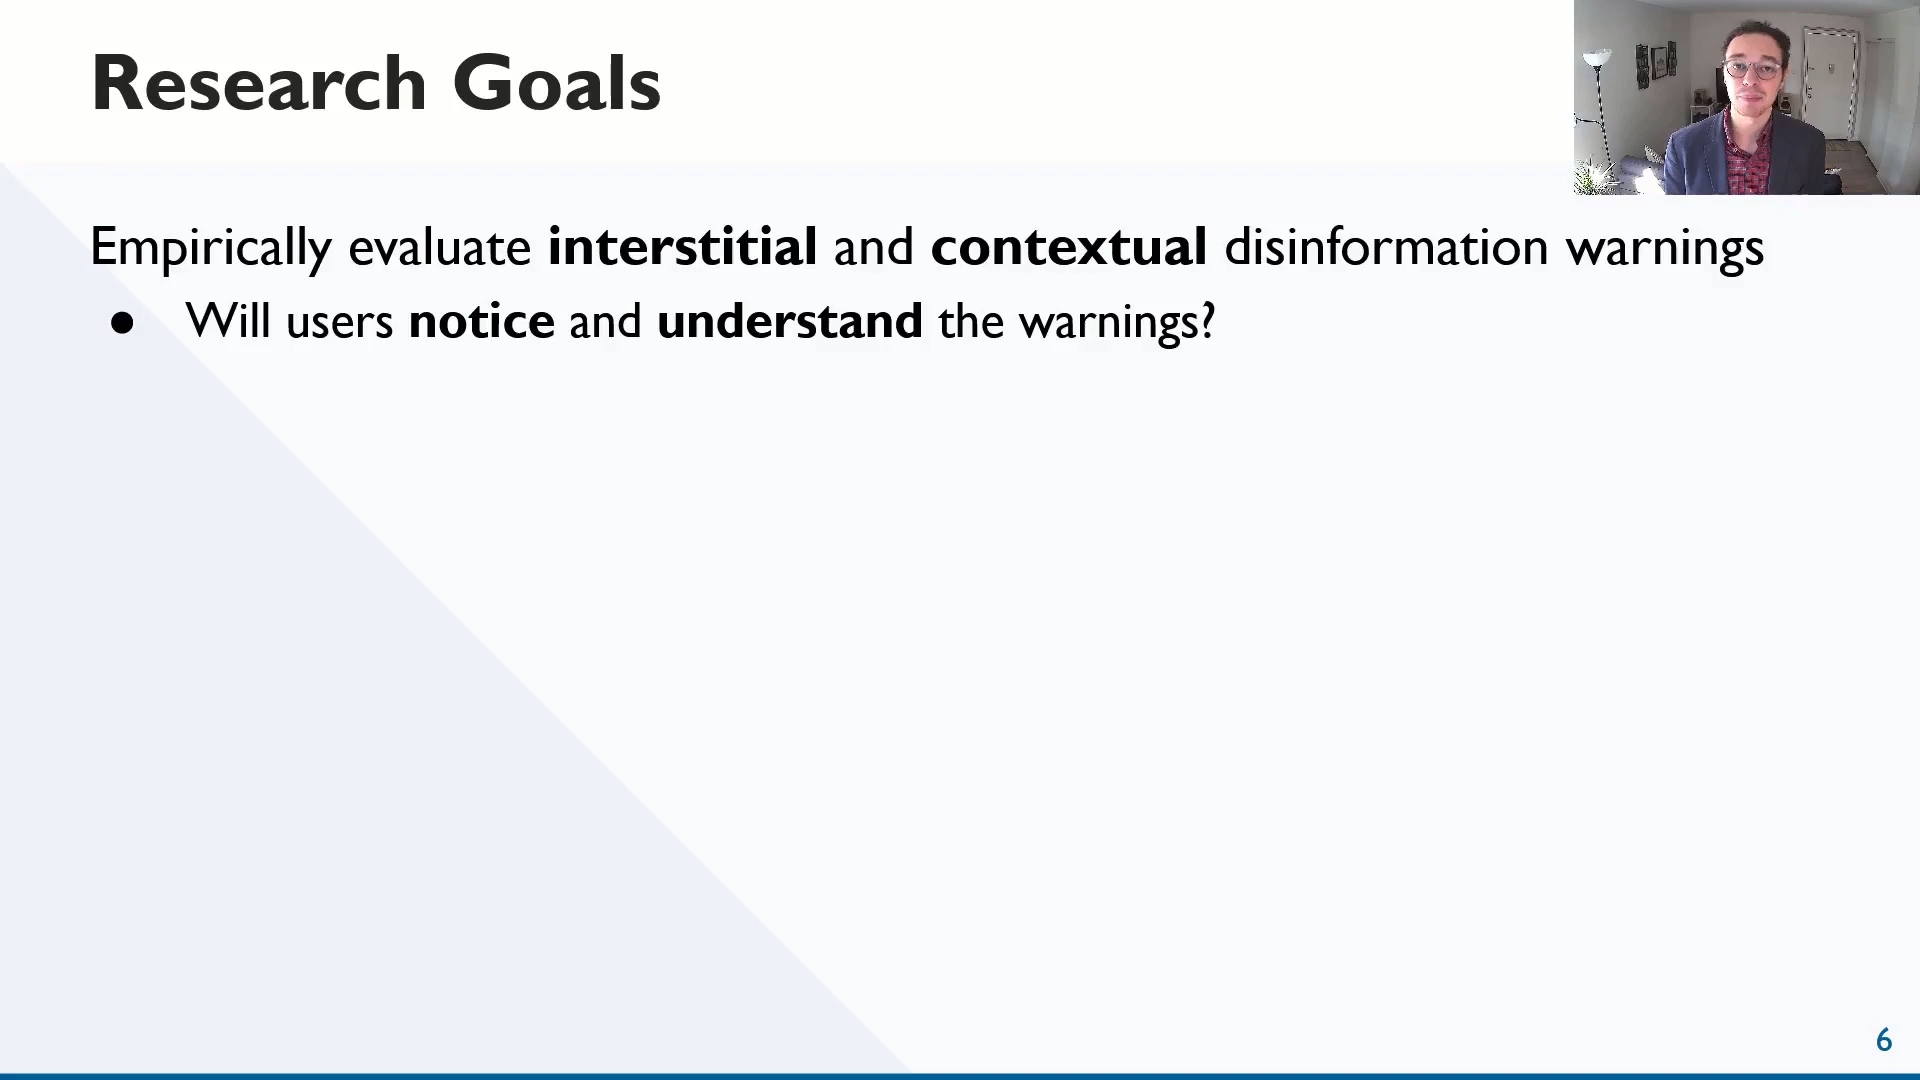 Research Goals
Empirically evaluate interstitial and contextual disinformation warnings
● Will users notice and understand the warnings?
6